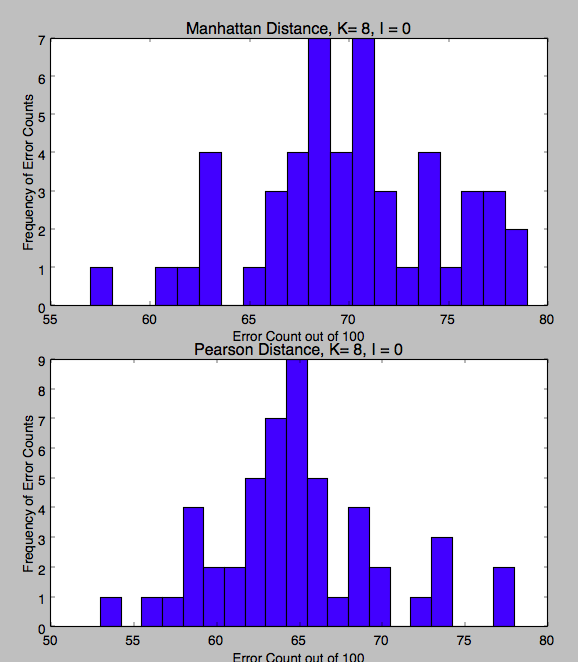 Manhattan Distance, K= 8, I = 0
Frequency of Error Counts
7
6
5
4
3
2
1
0
55 60 65 70 75 80
Error Count out of 100
Pearson Distance, K= 8, I = 0
Frequency of Error Counts
9
8
7
6
5
4
3
2
1
0
50 55 60 65 70 75 80
Error Count out of 100